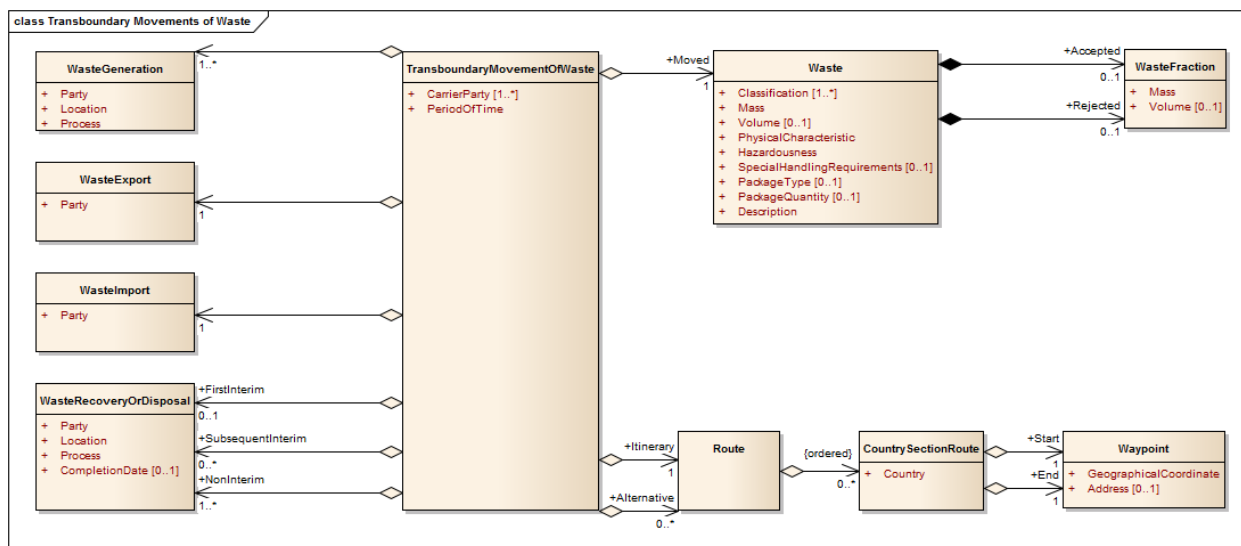 class Transboundary Movements of Waste
WasteGeneration
+ Party
+ Location
+ Process
1..*
WasteExport
+ Party
1
WasteImport
+ Party
1
WasteRecoveryOrDisposal
+ Party
+ Location
+ Process
+ CompletionDate [0..1]
+FirstInterim
0..1
+SubsequentInterim
0..*
+NonInterim
1..*
TransboundaryMovementOfWaste
+ CarrierParty [1..*]
+ PeriodOfTime
+Moved
1
Waste
+ Classification [1..*]
+ Mass
+ Volume [0..1]
+ PhysicalCharacteristic
+ Hazardousness
+ SpecialHandlingRequirements [0..1]
+ PackageType [0..1]
+ PackageQuantity [0..1]
+ Description
+Accepted
0..1
+Rejected
0..1
WasteFraction
+ Mass
+ Volume [0..1]
+Itinerary
1
+Alternative
0..*
Route
{ordered}
0..*
CountrySectionRoute
+ Country
+Start
1
+End
1
Waypoint
+ GeographicalCoordinate
+ Address [0..1]